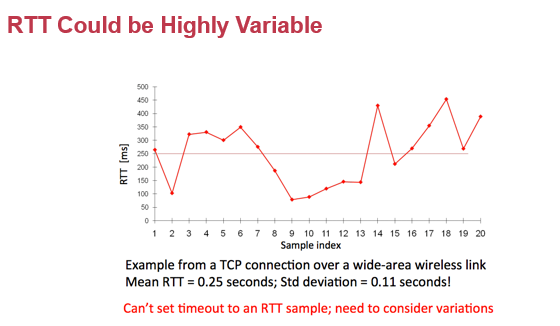 RTT Could be Highly Variable
500
450
400
350
300
250
200
150
100
50
0
RTT [ms]
1 2 3 4 5 6 7 8 9 10 11 12 13 14 15 16 17 18 19 20
Sample index
Example from a TCP connection over a wide-area wireless link
Mean RTT = 0.25 seconds; Std deviation = 0.11 seconds!
Can't set timeout to an RTT sample; need to consider variations